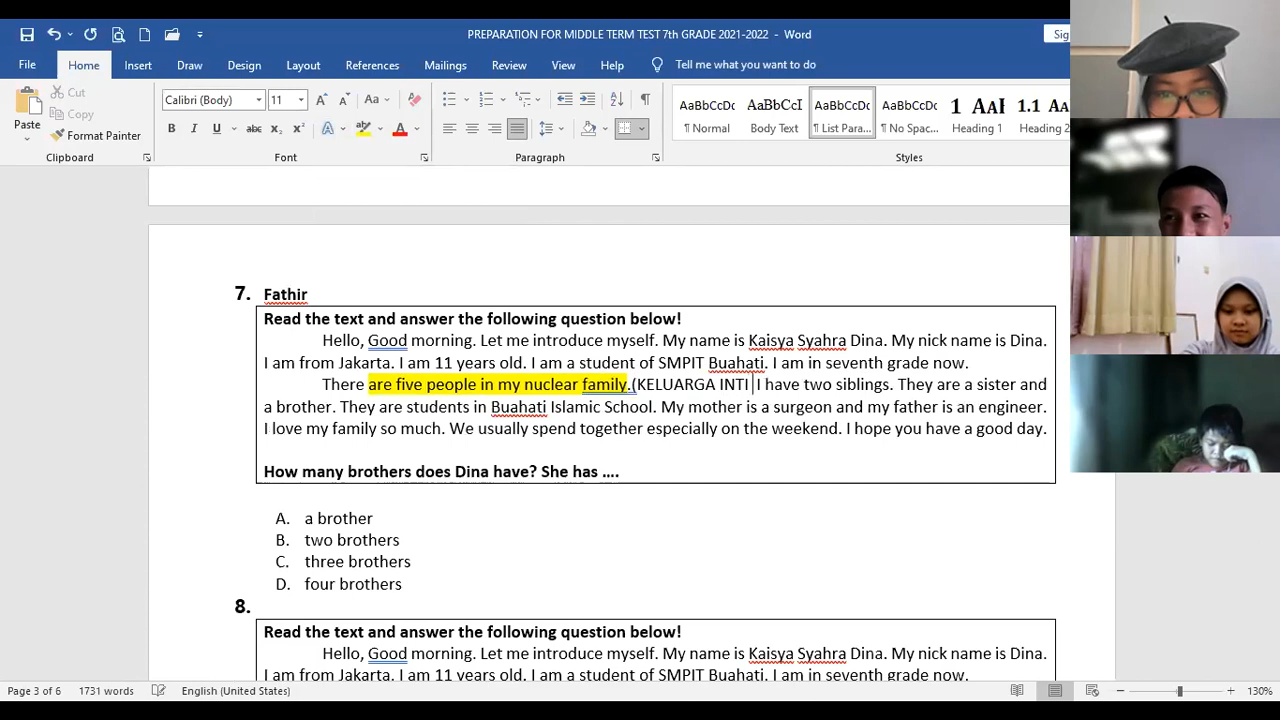 PREPARATION FOR MIDDLE TERM TEST 7th GRADE 2021-2022 - Word
File Home Insert Draw Design Layout References Mailings Review View Help Tell me what you want to do
Paste
Cut
Copy
Format Painter
Calibri (Body) 11
AaBbCcDc AaBbCcI AaBbCcDc AaBbCcDc 1 AaI 1.1 AaB
¶ Normal Body Text ¶ List Para... ¶ No Spac... Heading 1 Heading 2
Clipboard Font Paragraph Styles
7. Fathir
Read the text and answer the following question below!
Hello, Good morning. Let me introduce myself. My name is Kaisya Syahra Dina. My nick name is Dina.
I am from Jakarta. I am 11 years old. I am a student of SMPIT Buahati. I am in seventh grade now.
There are five people in my nuclear family.(KELUARGA INTI I have two siblings. They are a sister and
a brother. They are students in Buahati Islamic School. My mother is a surgeon and my father is an engineer.
I love my family so much. We usually spend together especially on the weekend. I hope you have a good day.
How many brothers does Dina have? She has ....
A. a brother
B. two brothers
C. three brothers
D. four brothers
8.
Read the text and answer the following question below!
Hello, Good morning. Let me introduce myself. My name is Kaisya Syahra Dina. My nick name is Dina.
I am from Jakarta. I am 11 years old. I am a student of SMPIT Buahati. I am in seventh grade now.
Page 3 of 6 1731 words English (United States) 130%